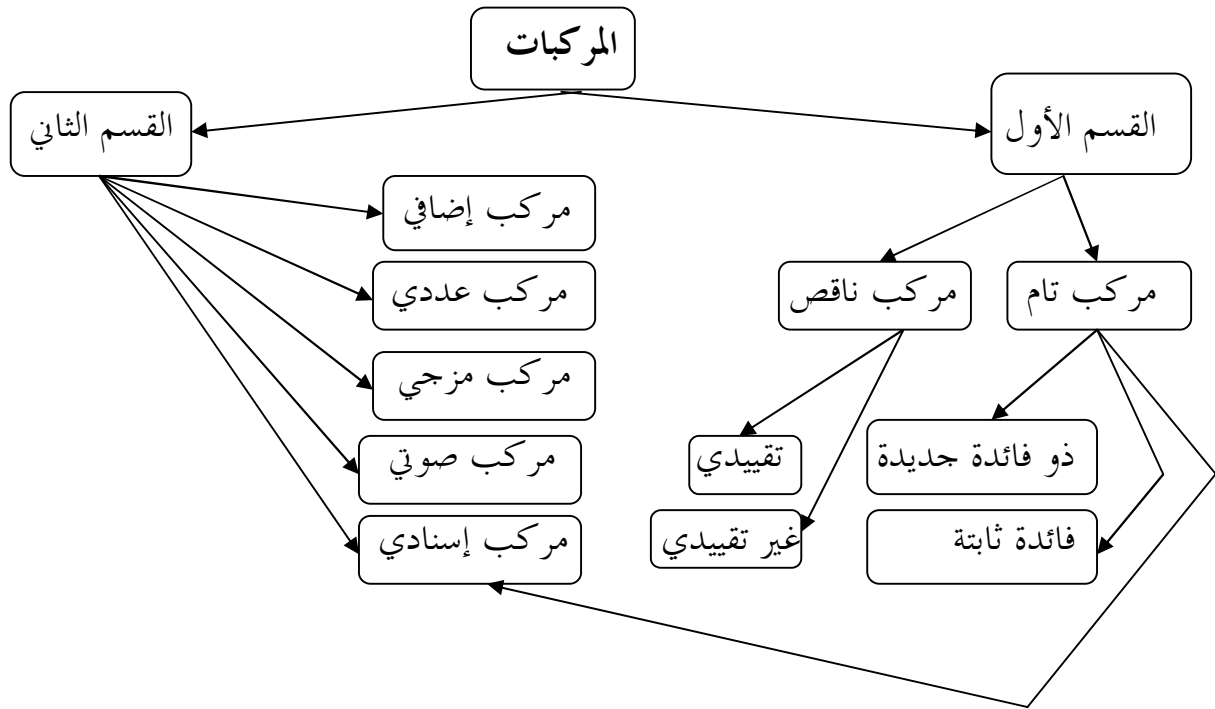 المركبات
القسم الأول
القسم الثاني
مركب إضافي
مركب عددي
مركب مزجي
مركب صوتي
مركب إسنادي
مركب تام
مركب ناقص
ذو فائدة جديدة
فائدة ثابتة
تقييدي
غير تقييدي